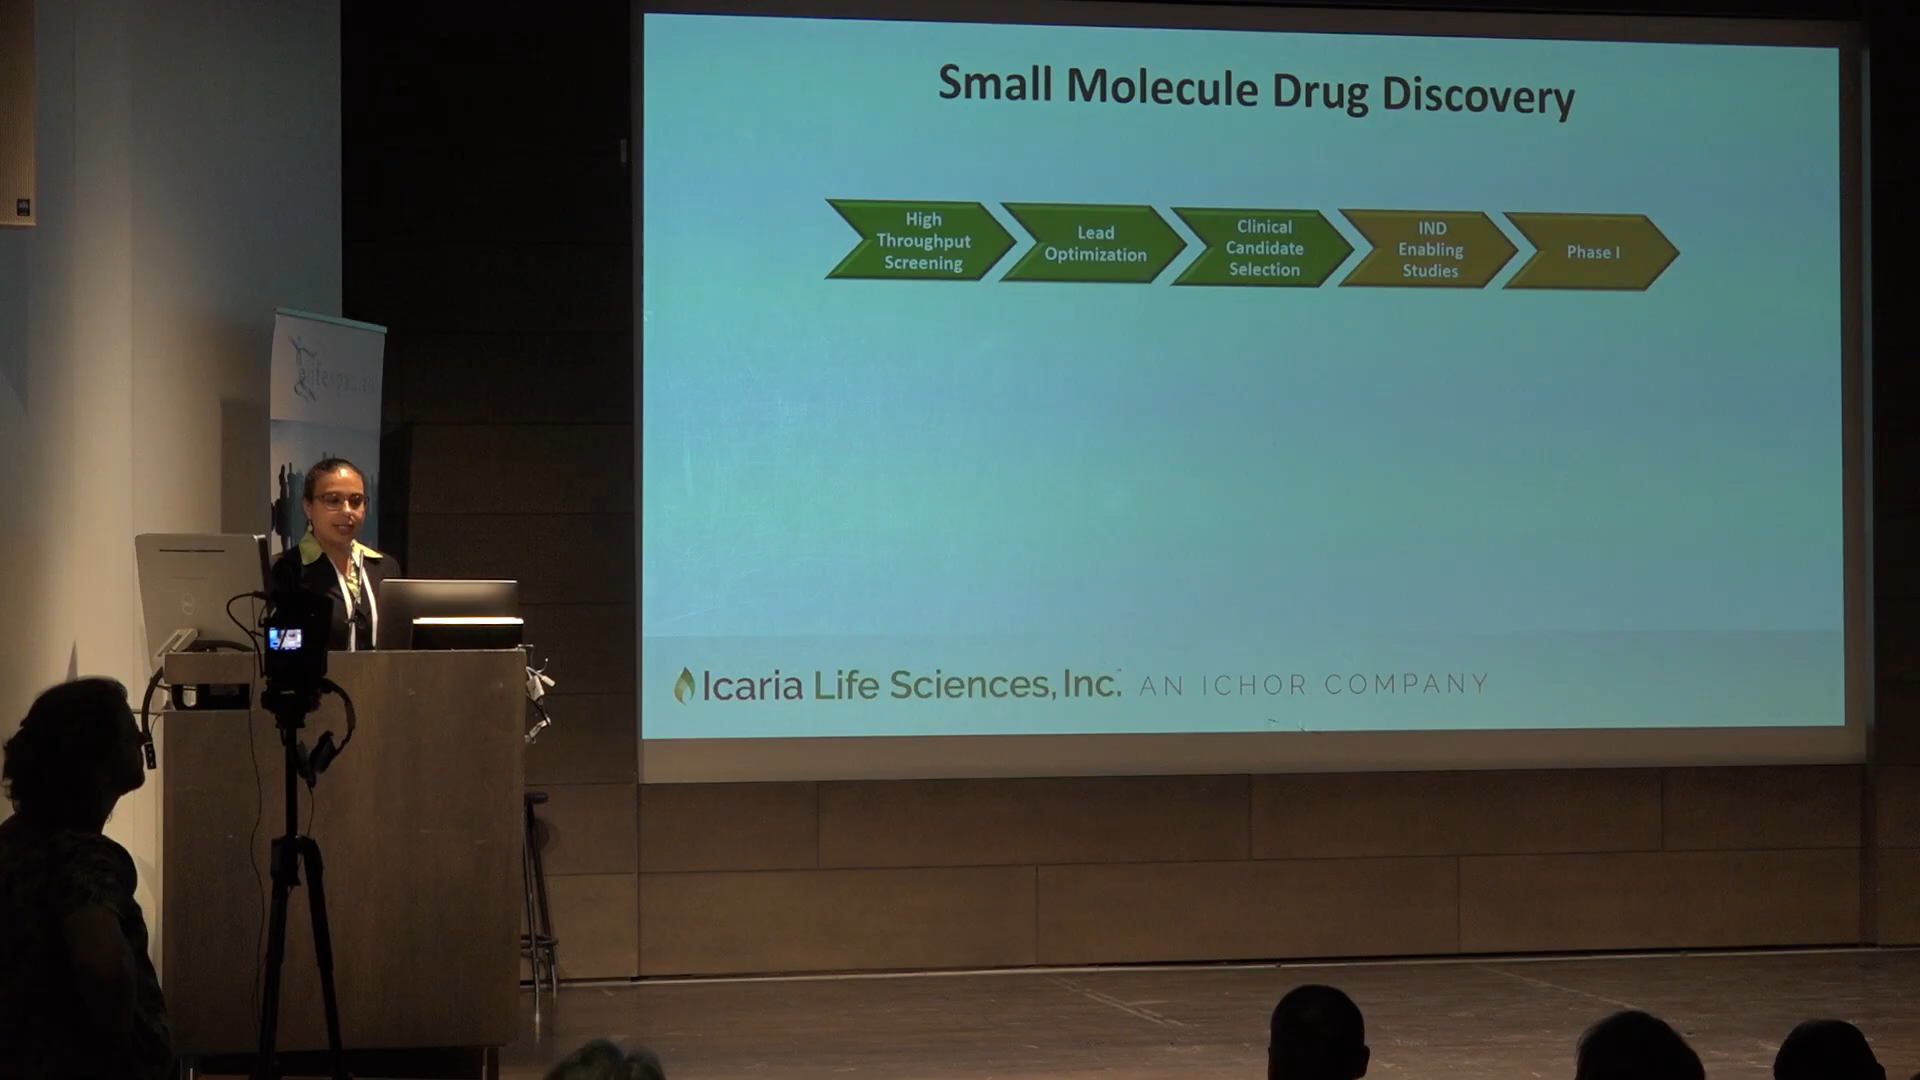 Small Molecule Drug Discovery
High
Throughput
Screening
Lead
Optimization
Clinical
Candidate
Selection
IND
Enabling
Studies
Phase I
Icaria Life Sciences, Inc.™ AN ICHOR COMPANY